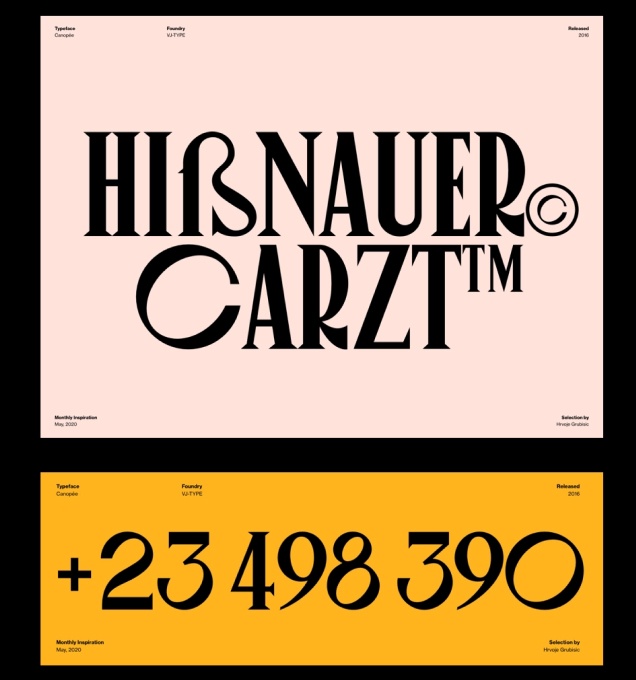 Typeface Foundry Released
Canopée VJ-TYPE 2016
HIßNAUER©
CARZT™
Monthly Inspiration Selection by
May, 2020 Hrvoje Grubisic
Typeface Foundry Released
Canopée VJ-TYPE 2016
+23 498 390
Monthly Inspiration Selection by
May, 2020 Hrvoje Grubisic